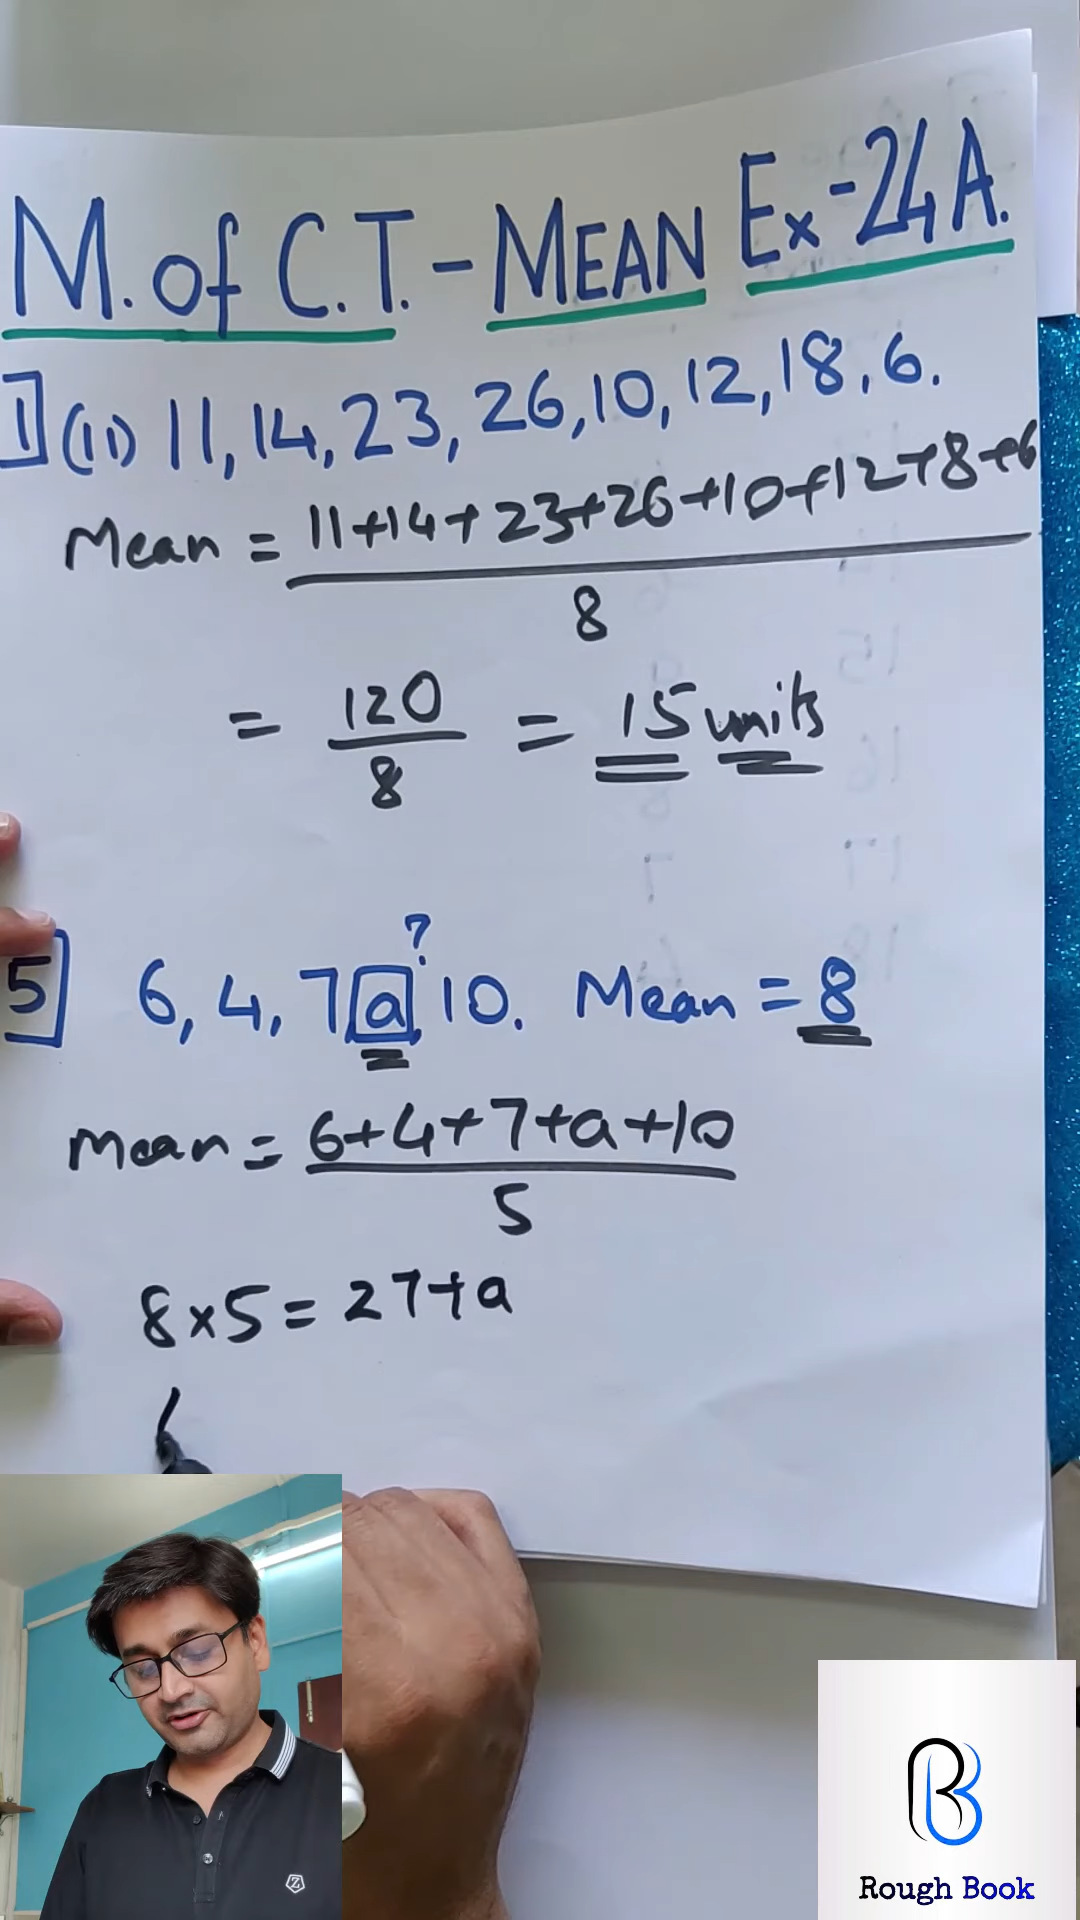 M. of C.T. - MEAN Ex-24A.
1] (ii) 11, 14, 23, 26, 10, 12, 18, 6.
Mean = 11+14+23+26+10+12+18+6
8
= 120/8 = 15 units
?
5] 6, 4, 7, a, 10. Mean = 8
Mean = 6+4+7+a+10
5
8×5 = 27+a
Rough Book